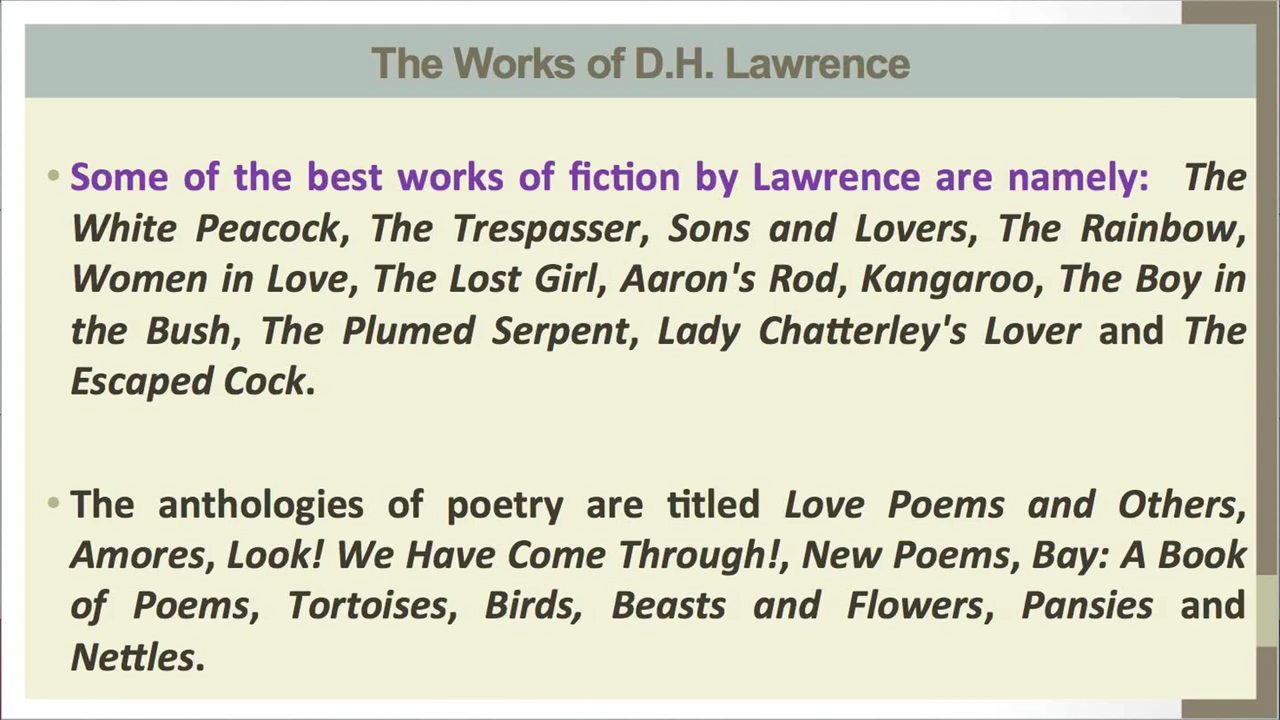 The Works of D.H. Lawrence
• Some of the best works of fiction by Lawrence are namely: The
White Peacock, The Trespasser, Sons and Lovers, The Rainbow,
Women in Love, The Lost Girl, Aaron's Rod, Kangaroo, The Boy in
the Bush, The Plumed Serpent, Lady Chatterley's Lover and The
Escaped Cock.
• The anthologies of poetry are titled Love Poems and Others,
Amores, Look! We Have Come Through!, New Poems, Bay: A Book
of Poems, Tortoises, Birds, Beasts and Flowers, Pansies and
Nettles.